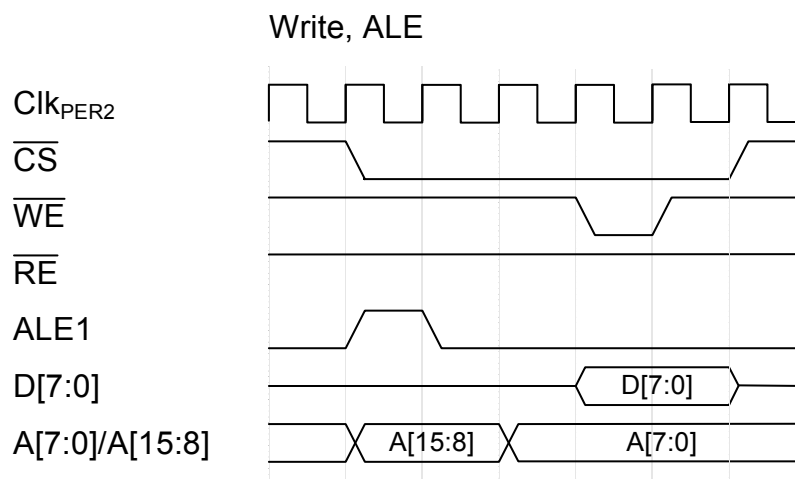 Write, ALE
ClkPER2
CS
WE
RE
ALE1
D[7:0] D[7:0]
A[7:0]/A[15:8] A[15:8] A[7:0]